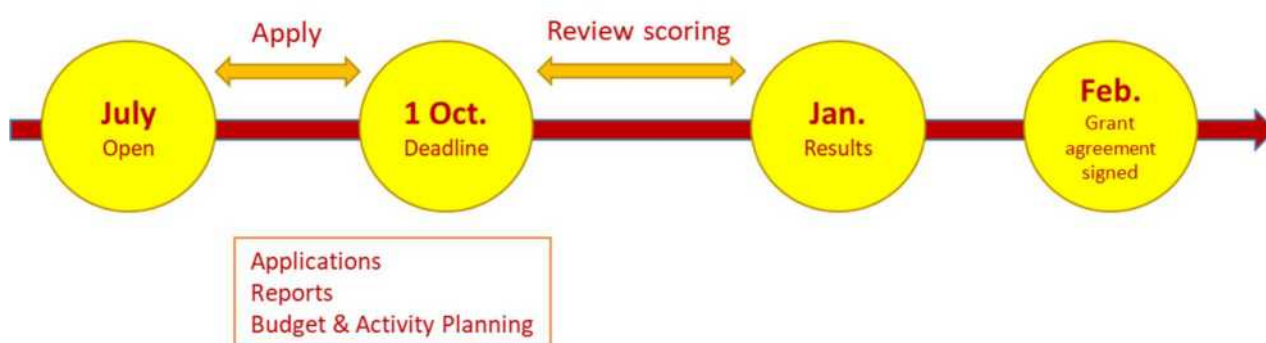 Apply
Review scoring
July
Open
1 Oct.
Deadline
Jan.
Results
Feb.
Grant
agreement
signed
Applications
Reports
Budget & Activity Planning